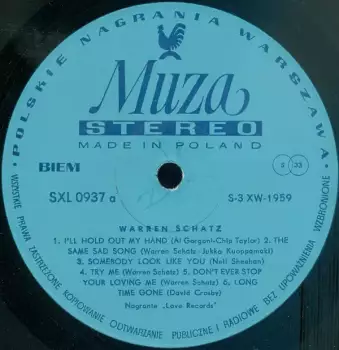 POLSKIE NAGRANIA WARSZAWA
Muza
STEREO
MADE IN POLAND
BIEM
S 33
SXL 0937 a
S-3 XW-1959
WARREN SCHATZ
1. I'LL HOLD OUT MY HAND (Al Gorgoni-Chip Taylor) 2. THE
SAME SAD SONG (Warren Schatz-Jukka Kuoppamaki)
3. SOMEBODY LOOK LIKE YOU (Neil Sheehan)
4. TRY ME (Warren Schatz) 5. DON'T EVER STOP
YOUR LOVING ME (Warren Schatz) 6. LONG
TIME GONE (David Crosby)
Nagranie „Love Records"
WSZYSTKIE PRAWA ZASTRZEŻONE KOPIOWANIE ODTWARZANIE PUBLICZNE I RADIOWE BEZ UPOWAŻNIENIA WZBRONIONE